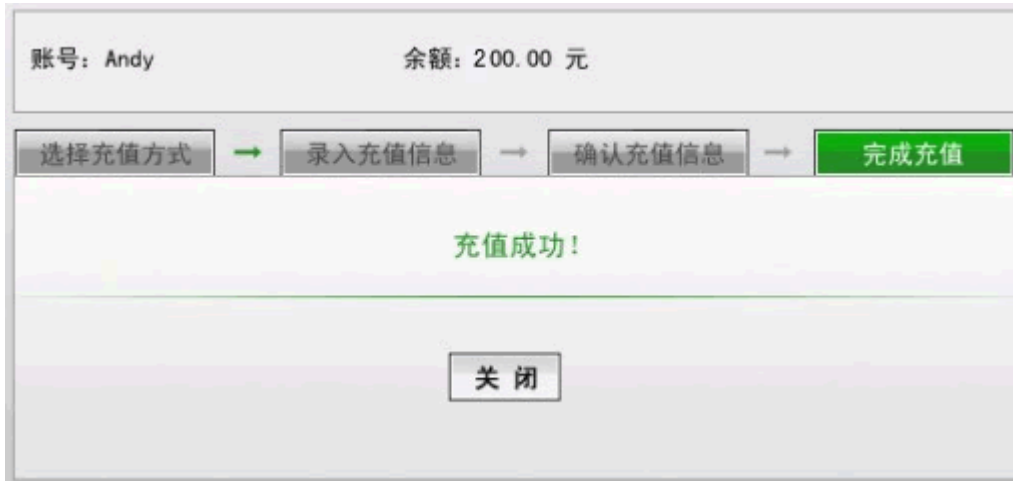 账号: Andy 余额: 200.00 元
选择充值方式 → 录入充值信息 → 确认充值信息 → 完成充值
充值成功!
关 闭